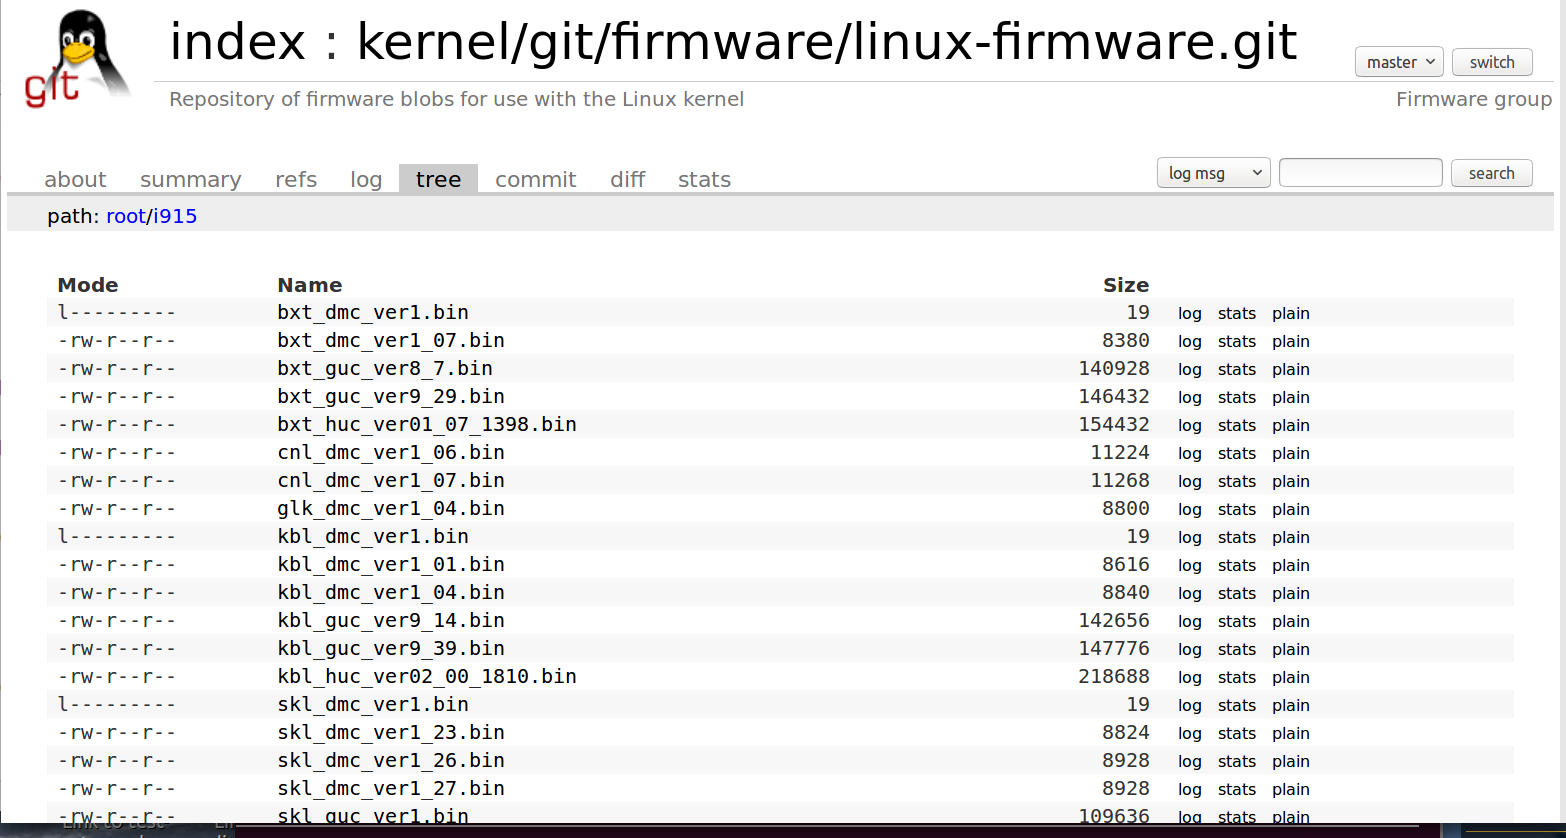 git
index : kernel/git/firmware/linux-firmware.git
master switch
Repository of firmware blobs for use with the Linux kernel Firmware group
about summary refs log tree commit diff stats log msg search
path: root/i915
Mode Name Size
l--------- bxt_dmc_ver1.bin 19 log stats plain
-rw-r--r-- bxt_dmc_ver1_07.bin 8380 log stats plain
-rw-r--r-- bxt_guc_ver8_7.bin 140928 log stats plain
-rw-r--r-- bxt_guc_ver9_29.bin 146432 log stats plain
-rw-r--r-- bxt_huc_ver01_07_1398.bin 154432 log stats plain
-rw-r--r-- cnl_dmc_ver1_06.bin 11224 log stats plain
-rw-r--r-- cnl_dmc_ver1_07.bin 11268 log stats plain
-rw-r--r-- glk_dmc_ver1_04.bin 8800 log stats plain
l--------- kbl_dmc_ver1.bin 19 log stats plain
-rw-r--r-- kbl_dmc_ver1_01.bin 8616 log stats plain
-rw-r--r-- kbl_dmc_ver1_04.bin 8840 log stats plain
-rw-r--r-- kbl_guc_ver9_14.bin 142656 log stats plain
-rw-r--r-- kbl_guc_ver9_39.bin 147776 log stats plain
-rw-r--r-- kbl_huc_ver02_00_1810.bin 218688 log stats plain
l--------- skl_dmc_ver1.bin 19 log stats plain
-rw-r--r-- skl_dmc_ver1_23.bin 8824 log stats plain
-rw-r--r-- skl_dmc_ver1_26.bin 8928 log stats plain
-rw-r--r-- skl_dmc_ver1_27.bin 8928 log stats plain
-rw-r--r-- skl_guc_ver1.bin 109636 log stats plain
Link to test